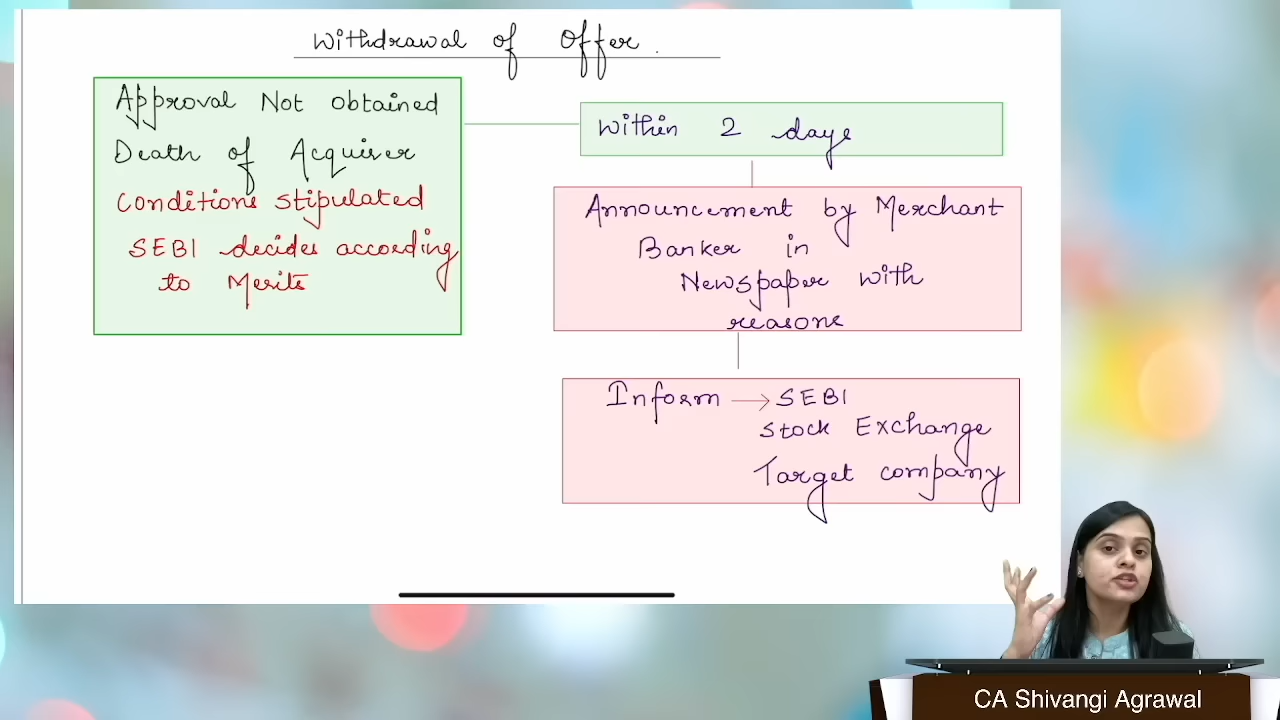 Withdrawal of Offer.
Approval Not obtained
Death of Acquirer
Conditions stipulated
SEBI decides according
to Merits
Within 2 days
Announcement by Merchant
Banker in
Newspaper with
reasons
Inform → SEBI
Stock Exchange
Target company
CA Shivangi Agrawal